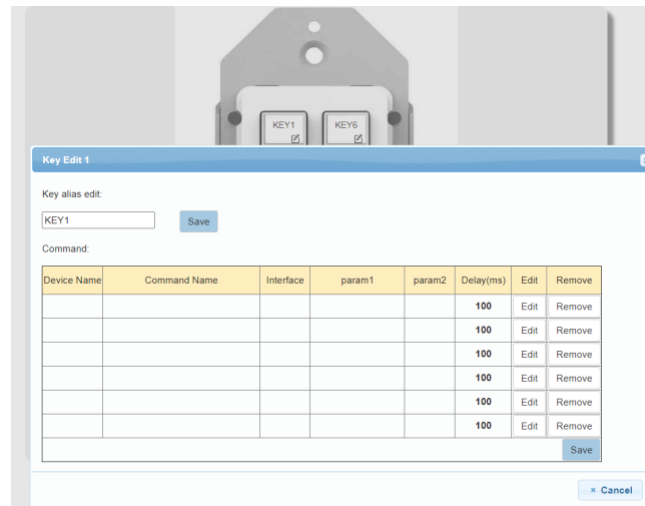 KEY1 KEY6
Key Edit 1
Key alias edit:
KEY1 Save
Command:
Device Name Command Name Interface param1 param2 Delay(ms) Edit Remove
100 Edit Remove
100 Edit Remove
100 Edit Remove
100 Edit Remove
100 Edit Remove
100 Edit Remove
Save
× Cancel